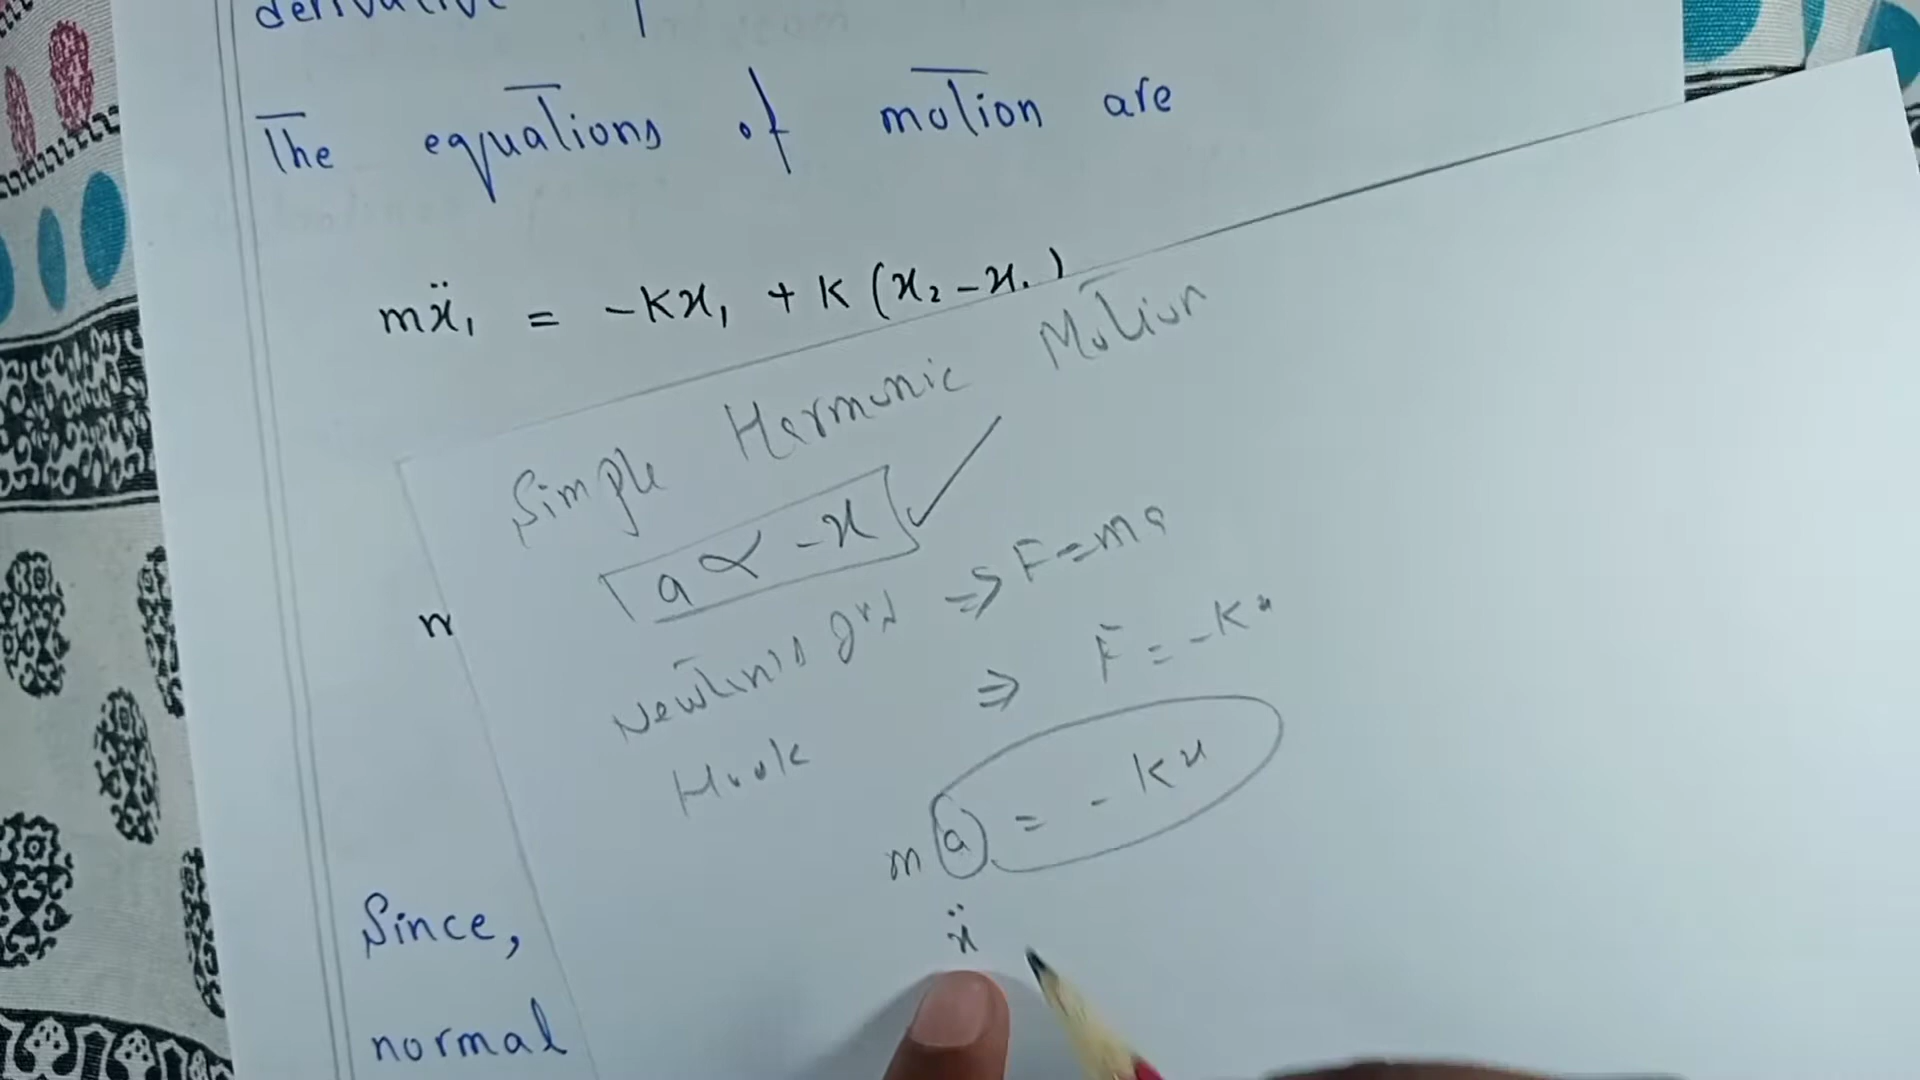 The equations of motion are
mẍ₁ = -Kx₁ + K (x₂ - x₁)
Simple Harmonic Motion
a ∝ -x
Newton's 2nd ⇒ F = ma
Hook ⇒ F = -Kx
ma = -Kx
ẍ
Since,
normal